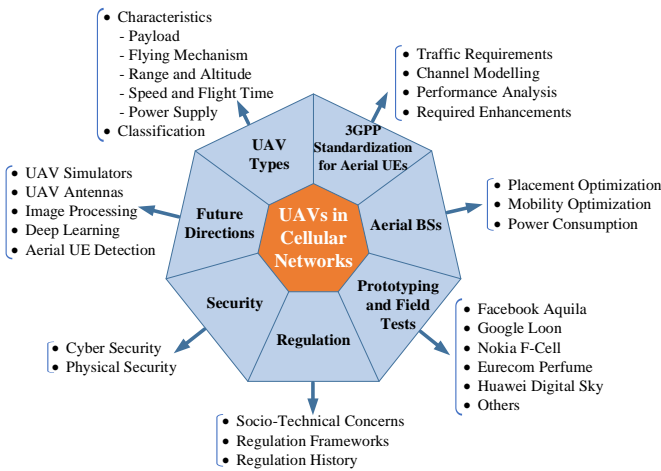 UAVs in
Cellular
Networks
UAV
Types
• Characteristics
- Payload
- Flying Mechanism
- Range and Altitude
- Speed and Flight Time
- Power Supply
• Classification
3GPP
Standardization
for Aerial UEs
• Traffic Requirements
• Channel Modelling
• Performance Analysis
• Required Enhancements
Aerial BSs
• Placement Optimization
• Mobility Optimization
• Power Consumption
Prototyping
and Field
Tests
• Facebook Aquila
• Google Loon
• Nokia F-Cell
• Eurecom Perfume
• Huawei Digital Sky
• Others
Regulation
• Socio-Technical Concerns
• Regulation Frameworks
• Regulation History
Security
• Cyber Security
• Physical Security
Future
Directions
• UAV Simulators
• UAV Antennas
• Image Processing
• Deep Learning
• Aerial UE Detection